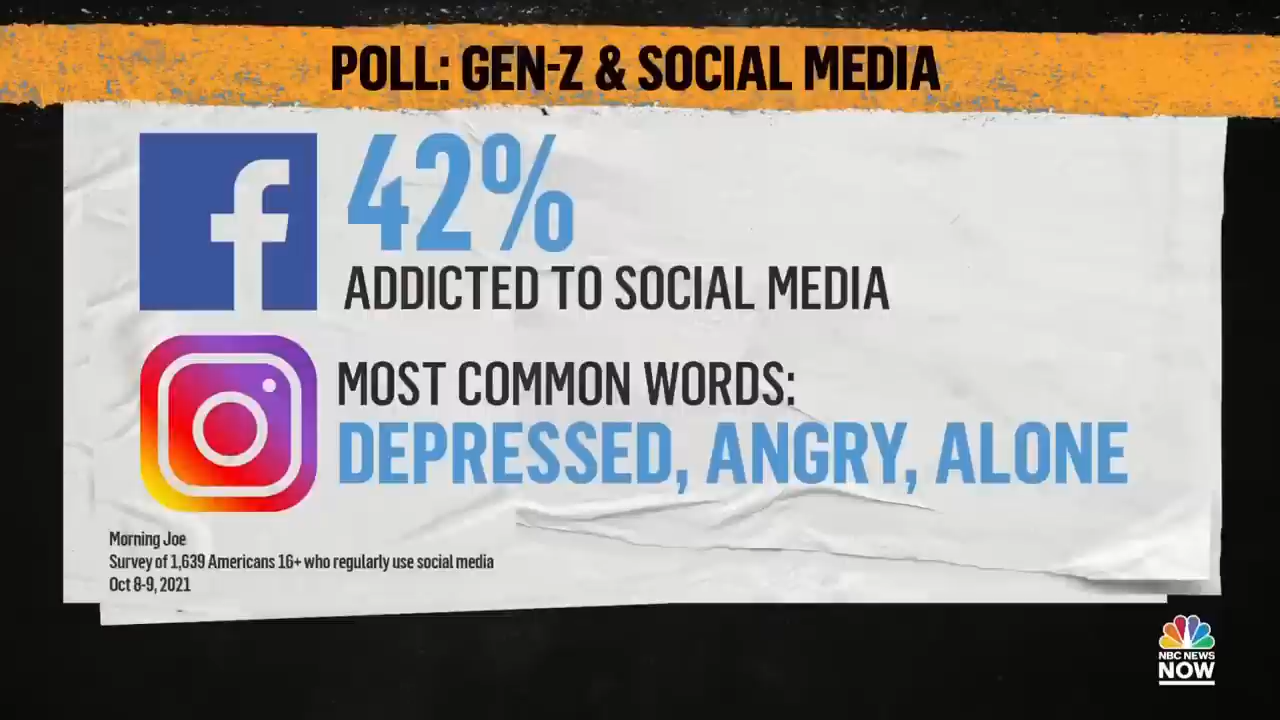 POLL: GEN-Z & SOCIAL MEDIA
f
42%
ADDICTED TO SOCIAL MEDIA
MOST COMMON WORDS:
DEPRESSED, ANGRY, ALONE
Morning Joe
Survey of 1,639 Americans 16+ who regularly use social media
Oct 8-9, 2021
NBC NEWS
NOW